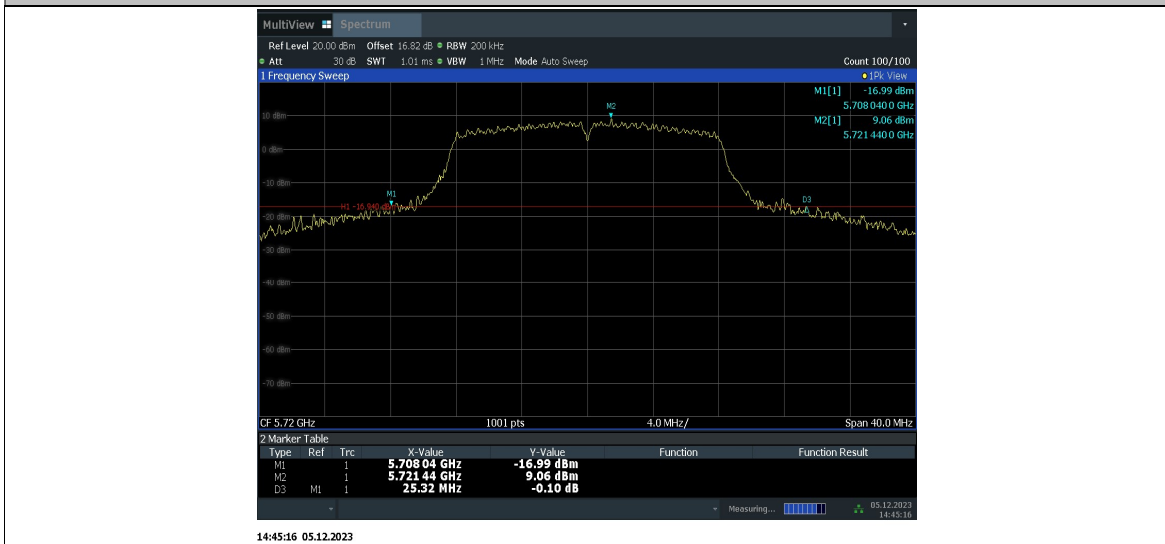 MultiView Spectrum
Ref Level 20.00 dBm Offset 16.82 dB RBW 200 kHz
Att 30 dB SWT 1.01 ms VBW 1 MHz Mode Auto Sweep Count 100/100
1 Frequency Sweep 1Pk View
M1[1] -16.99 dBm
5.708 040 0 GHz
M2[1] 9.06 dBm
5.721 440 0 GHz
M2
10 dBm
0 dBm
-10 dBm
M1
D3
H1 -16.940 dBm
-20 dBm
-30 dBm
-40 dBm
-50 dBm
-60 dBm
-70 dBm
CF 5.72 GHz 1001 pts 4.0 MHz/ Span 40.0 MHz
2 Marker Table
Type Ref Trc X-Value Y-Value Function Function Result
M1 1 5.708 04 GHz -16.99 dBm
M2 1 5.721 44 GHz 9.06 dBm
D3 M1 1 25.32 MHz -0.10 dB
Measuring... 05.12.2023
14:45:16
14:45:16 05.12.2023